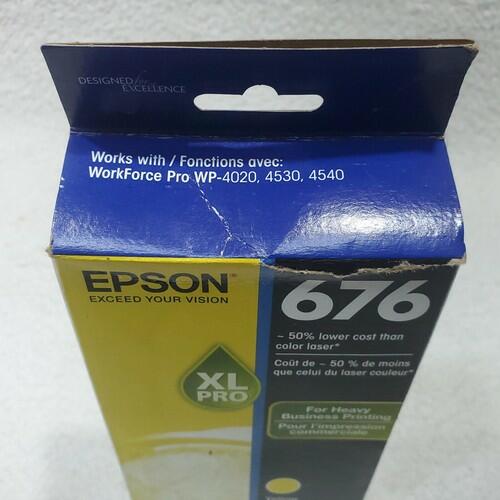 DESIGNED for
EXCELLENCE
Works with / Fonctions avec:
WorkForce Pro WP-4020, 4530, 4540
EPSON
EXCEED YOUR VISION
676
~ 50% lower cost than
color laser*
Coût de ~ 50 % de moins
que celui du laser couleur*
XL
PRO
For Heavy
Business Printing
Pour l'impression
commerciale